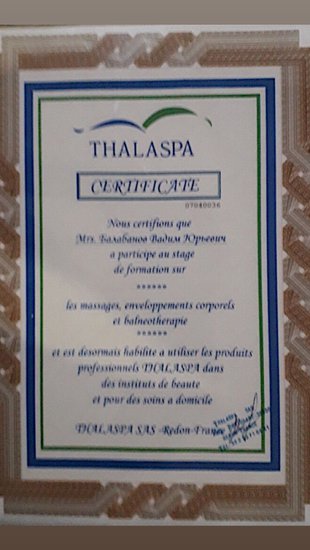 THALASPA
CERTIFICATE
07040036
Nous certifions que
Mrs. Балабанов Вадим Юрьевич
a participe au stage
de formation sur
******
les massages, enveloppements corporels
et balneotherapie
******
et est desormais habilite a utiliser les produits
professionnels THALASPA dans
des instituts de beaute
et pour des soins a domicile
THALASPA SAS -Redon-France